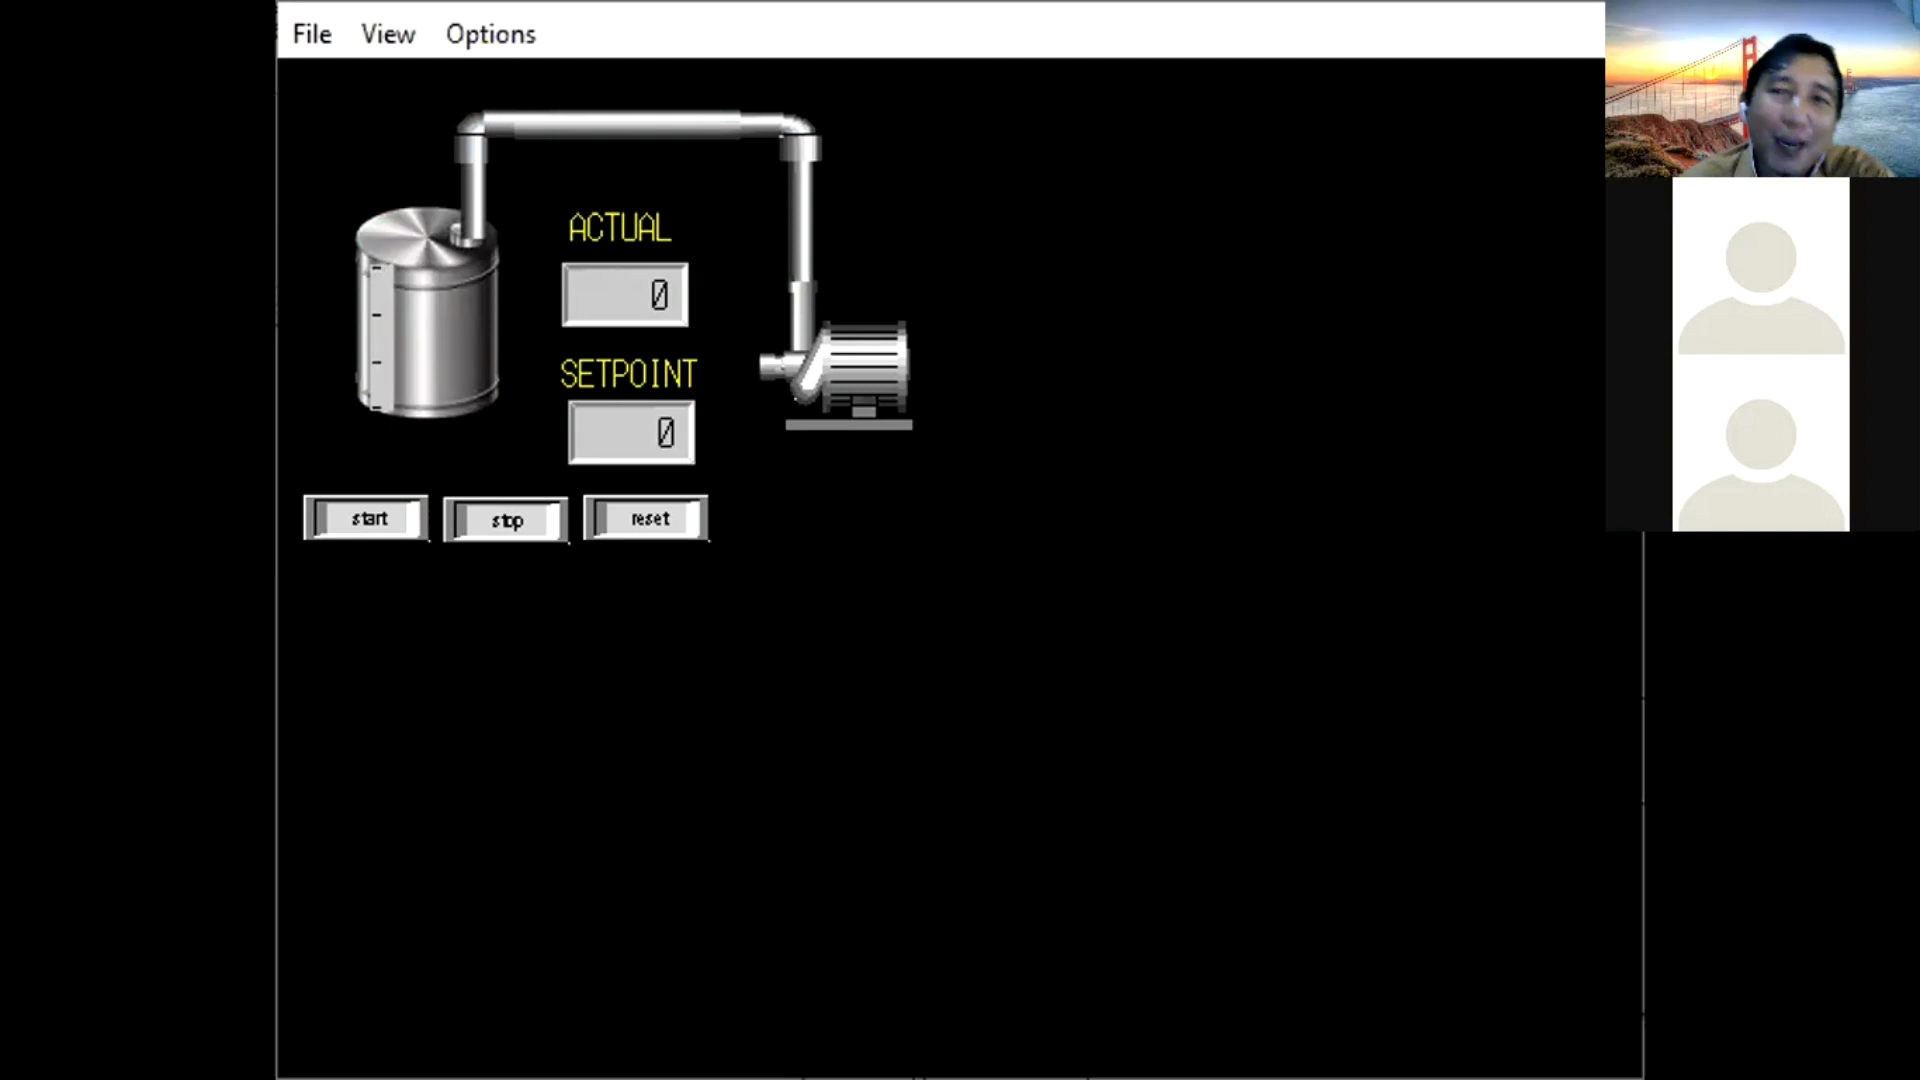 File View Options
ACTUAL
0
SETPOINT
0
start stop reset